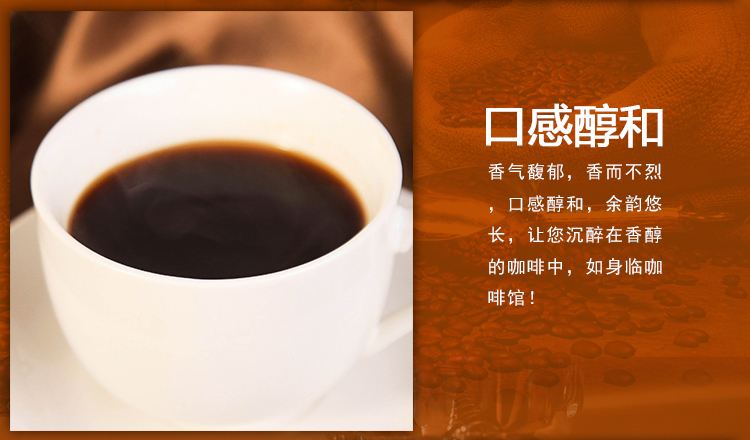 口感醇和
香气馥郁，香而不烈
，口感醇和，余韵悠
长，让您沉醉在香醇
的咖啡中，如身临咖
啡馆！